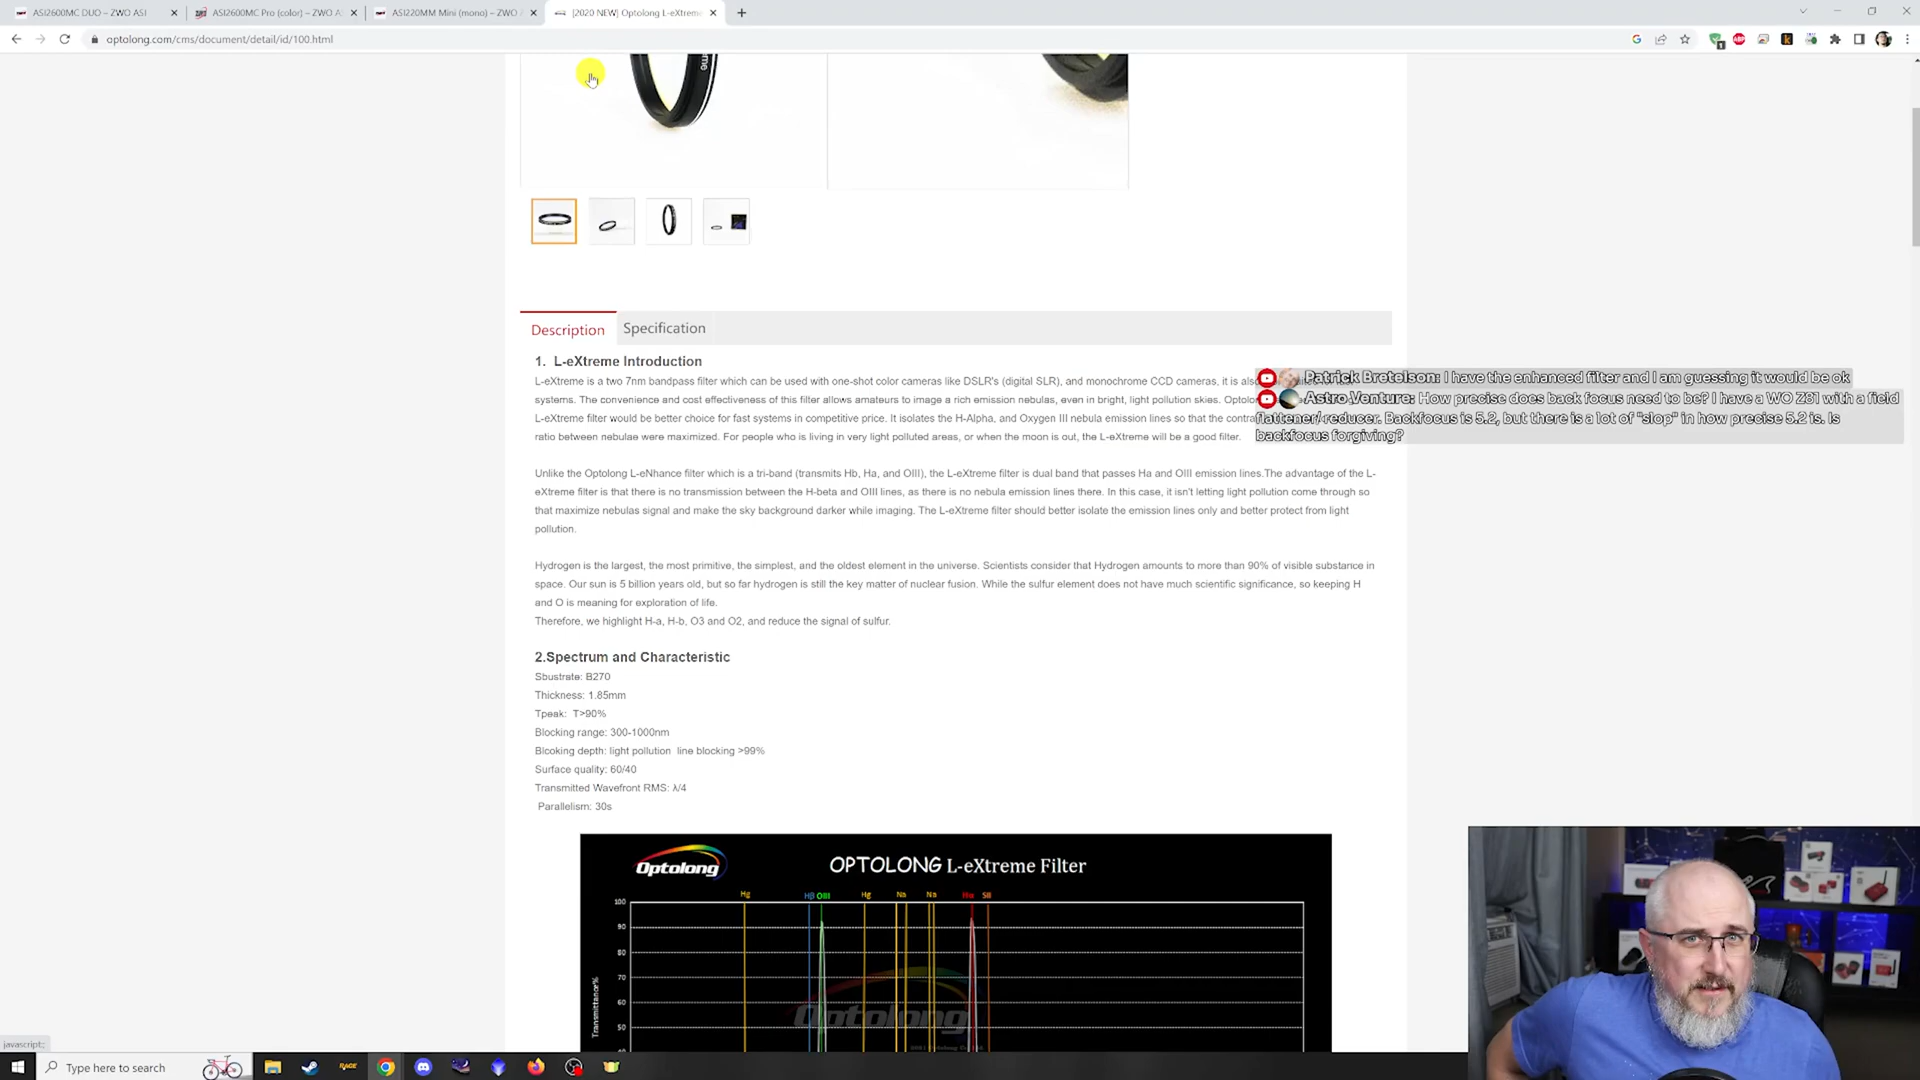 ASI2600MC DUO – ZWO ASI
ASI2600MC Pro (color) – ZWO AS
ASI220MM Mini (mono) – ZWO A
[2020 NEW] Optolong L-eXtreme
optolong.com/cms/document/detail/id/100.html
Description
Specification
1. L-eXtreme Introduction
L-eXtreme is a two 7nm bandpass filter which can be used with one-shot color cameras like DSLR's (digital SLR), and monochrome CCD cameras, it is
systems. The convenience and cost effectiveness of this filter allows amateurs to image a rich emission nebulas, even in bright, light pollution skies.
L-eXtreme filter would be better choice for fast systems in competitive price. It isolates the H-Alpha, and Oxygen III nebula emission lines so that the
ratio between nebulae were maximized. For people who is living in very light polluted areas, or when the moon is out, the L-eXtreme will be a good filter.
Patrick Bretelson: I have the enhanced filter and I am guessing it would be ok
Astro Venture: How precise does back focus need to be? I have a WO Z81 with a field
flattener/reducer. Backfocus is 5.2, but there is a lot of "slop" in how precise 5.2 is. Is
backfocus forgiving?
Unlike the Optolong L-eNhance filter which is a tri-band (transmits Hb, Ha, and OIII), the L-eXtreme filter is dual band that passes Ha and OIII emission lines.The advantage of the L-
eXtreme filter is that there is no transmission between the H-beta and OIII lines, as there is no nebula emission lines there. In this case, it isn't letting light pollution come through so
that maximize nebulas signal and make the sky background darker while imaging. The L-eXtreme filter should better isolate the emission lines only and better protect from light
pollution.
Hydrogen is the largest, the most primitive, the simplest, and the oldest element in the universe. Scientists consider that Hydrogen amounts to more than 90% of visible substance in
space. Our sun is 5 billion years old, but so far hydrogen is still the key matter of nuclear fusion. While the sulfur element does not have much scientific significance, so keeping H
and O is meaning for exploration of life.
Therefore, we highlight H-a, H-b, O3 and O2, and reduce the signal of sulfur.
2.Spectrum and Characteristic
Sbustrate: B270
Thickness: 1.85mm
Tpeak: T>90%
Blocking range: 300-1000nm
Blcoking depth: light pollution line blocking >99%
Surface quality: 60/40
Transmitted Wavefront RMS: λ/4
Parallelism: 30s
Optolong
OPTOLONG L-eXtreme Filter
Hg
Hβ OIII
Hg
Na
Na
Hα
SII
100
90
80
70
60
50
Transmittance%
Optolong
javascript:;
Type here to search
RAGE